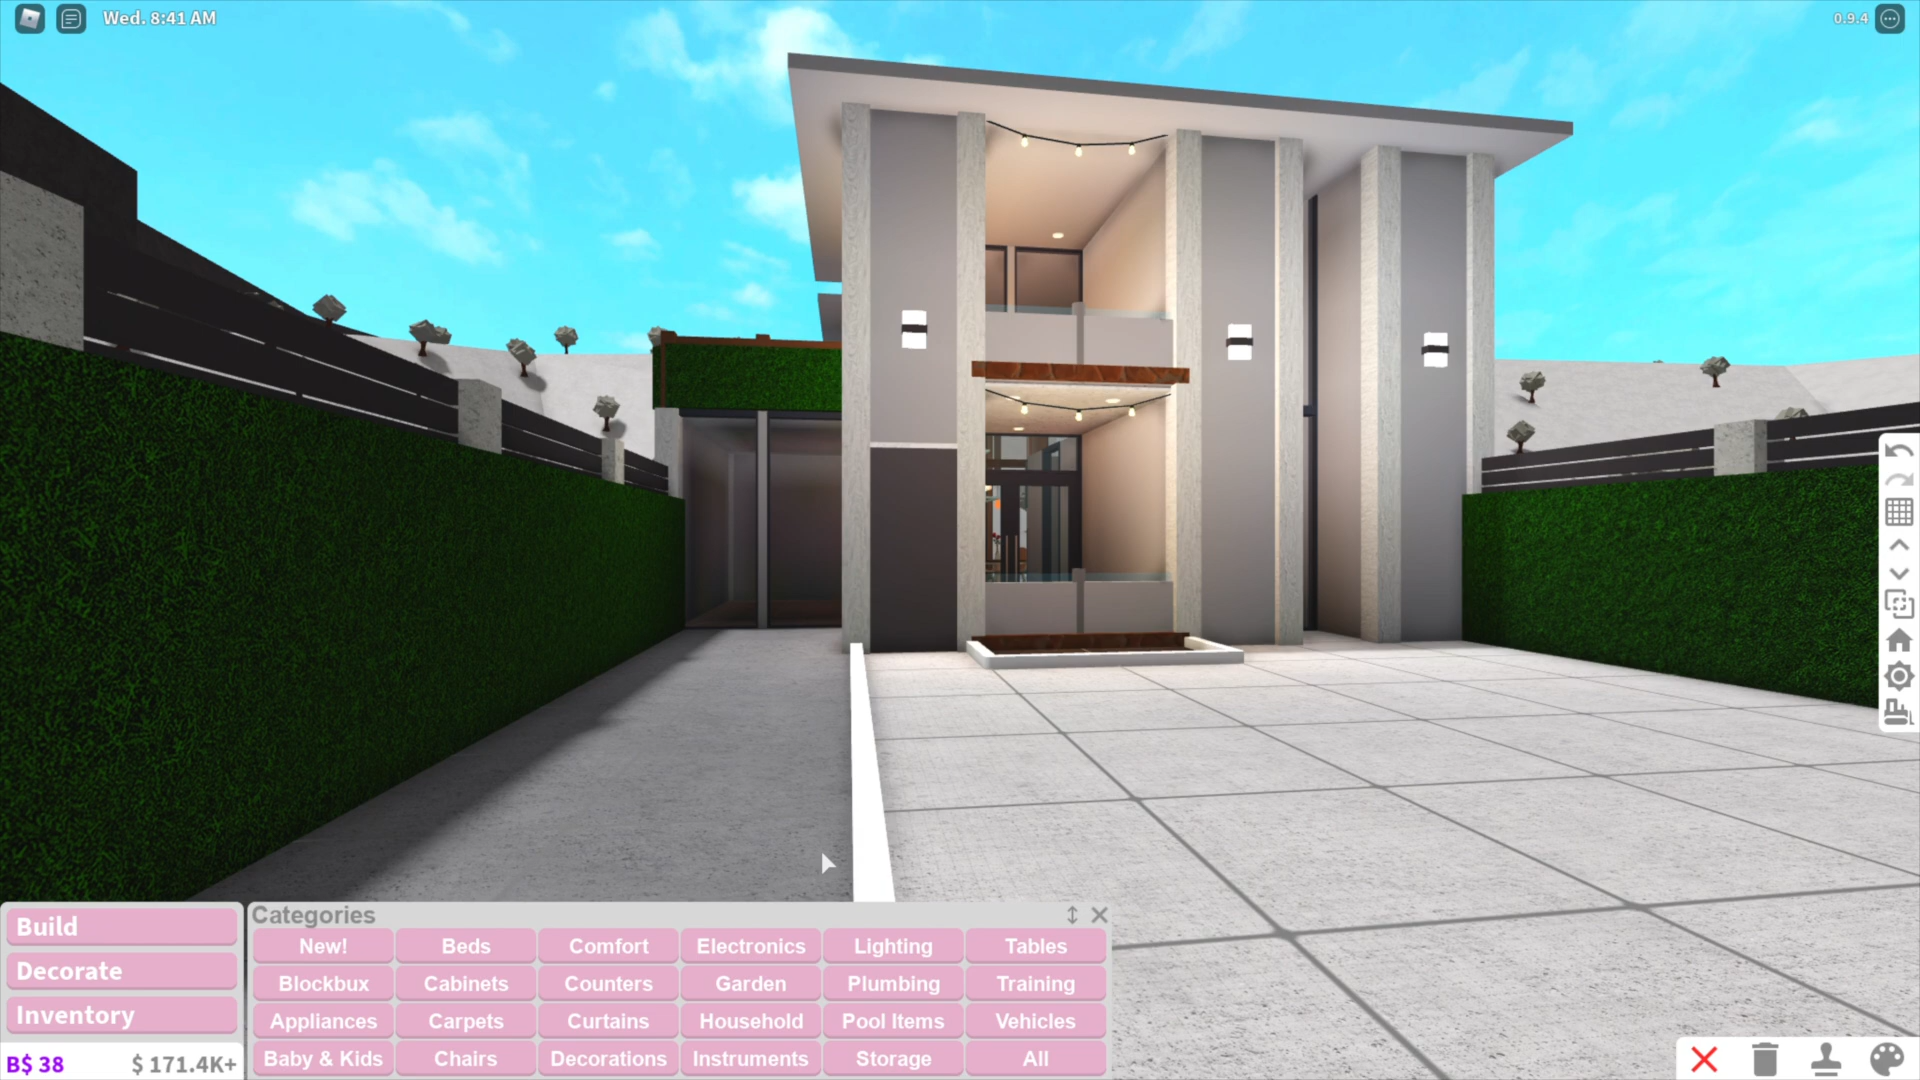 Wed. 8:41 AM
0.9.4
Build
Decorate
Inventory
B$ 38 $ 171.4K+
Categories
New! Beds Comfort Electronics Lighting Tables
Blockbux Cabinets Counters Garden Plumbing Training
Appliances Carpets Curtains Household Pool Items Vehicles
Baby & Kids Chairs Decorations Instruments Storage All